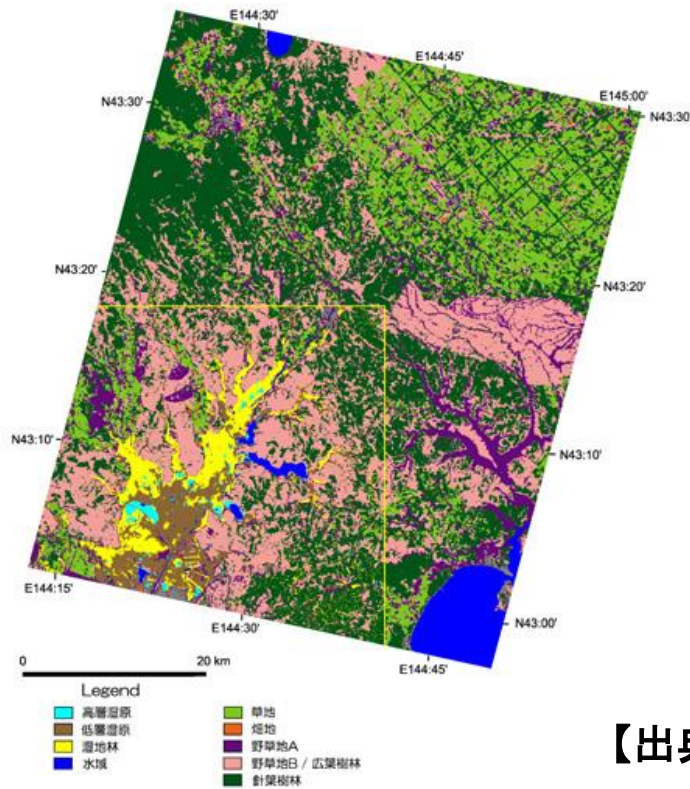 E144:30'
E144:45'
E145:00'
N43:30'
N43:30'
N43:20'
N43:20'
N43:10'
N43:10'
E144:15'
N43:00'
E144:30'
E144:45'
0 20 km
Legend
高層湿原
低層湿原
湿地林
水域
草地
畑地
野草地A
野草地B / 広葉樹林
針葉樹林
【出典